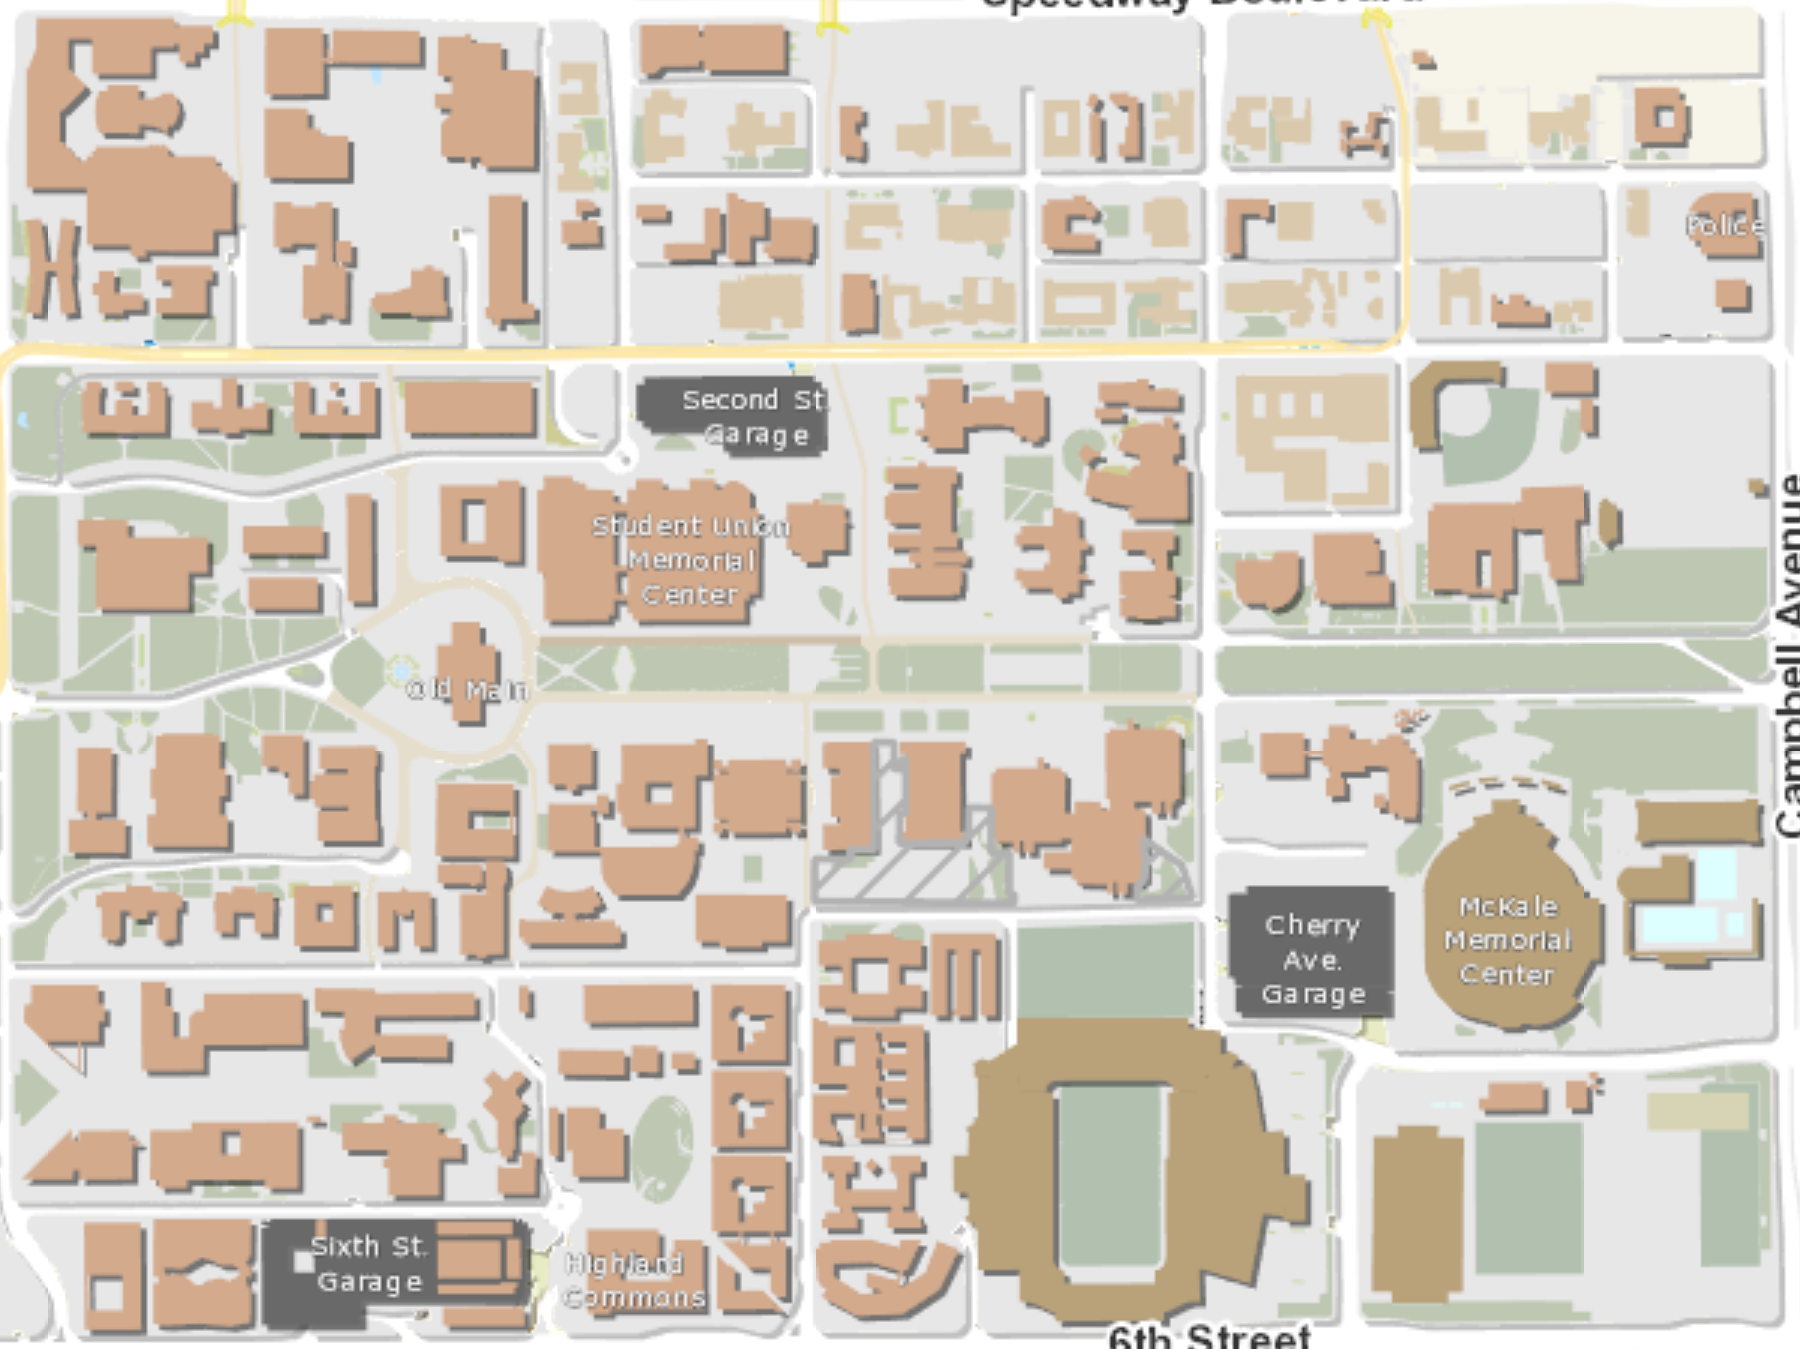 Speedway Boulevard
Police
Second St.
Garage
Student Union
Memorial
Center
Campbell Avenue
Old Main
Cherry
Ave.
Garage
McKale
Memorial
Center
Sixth St.
Garage
Highland
Commons
6th Street